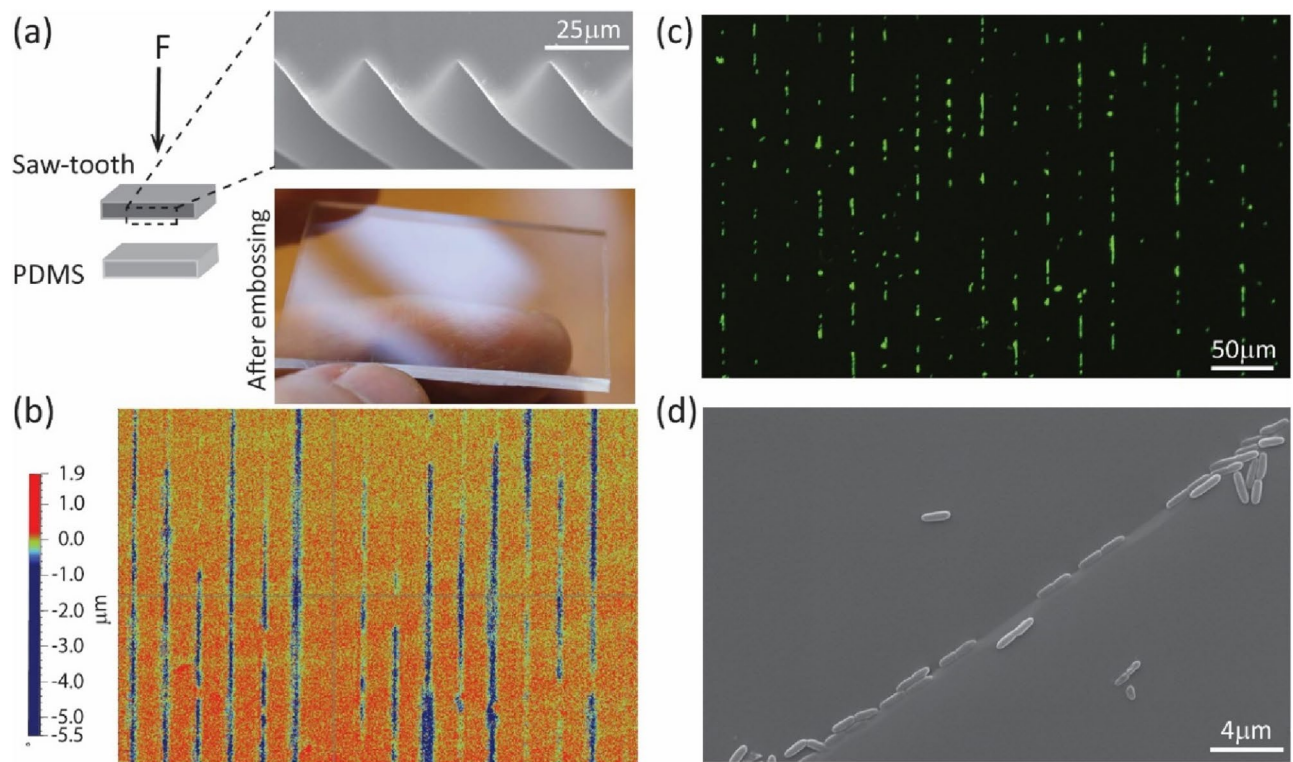 (a)
F
25μm
Saw-tooth
PDMS
After embossing
(b)
1.9
1.0
0.0
-1.0
-2.0
-3.0
-4.0
-5.0
-5.5
μm
(c)
50μm
(d)
4μm